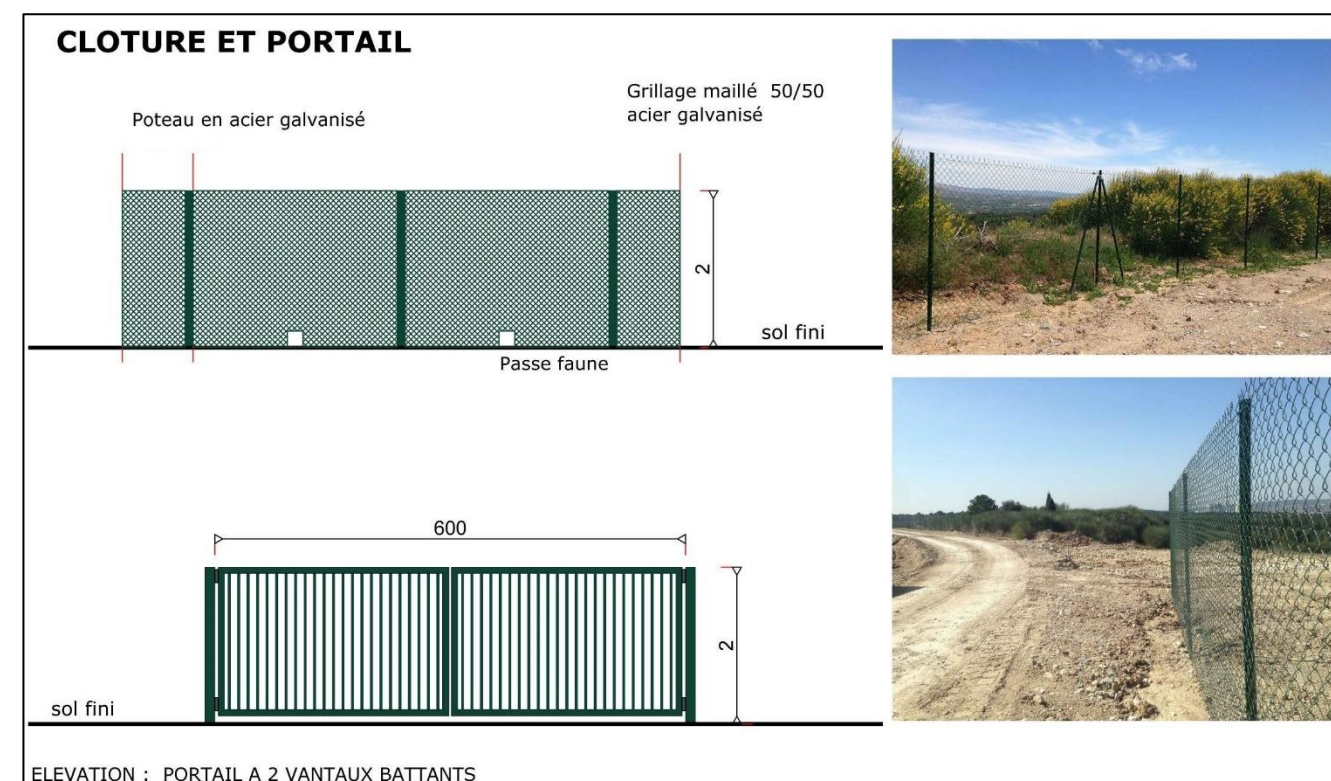 CLOTURE ET PORTAIL
Poteau en acier galvanisé
Grillage maillé 50/50
acier galvanisé
2
sol fini
Passe faune
600
2
sol fini
ELEVATION : PORTAIL A 2 VANTAUX BATTANTS